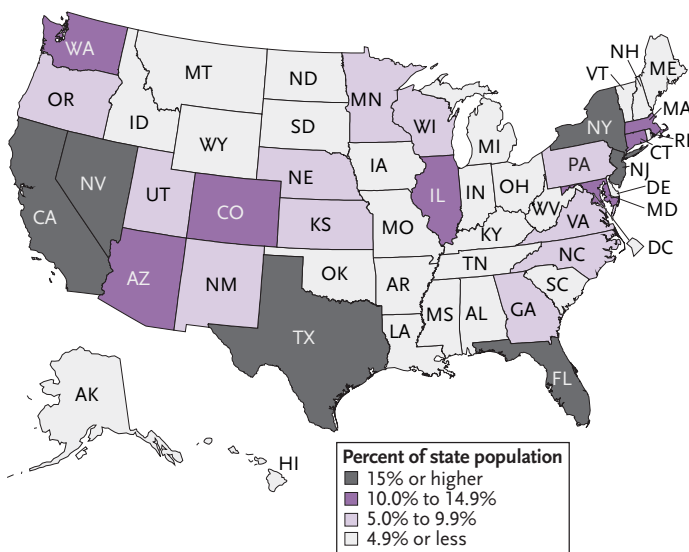 WA
MT
ND
MN
OR
ID
SD
WI
WY
MI
NH
VT
ME
MA
NY
RI
CT
NJ
PA
IA
NE
NV
UT
IL
IN
OH
DE
MD
CA
CO
KS
MO
WV
VA
KY
DC
NC
TN
AZ
NM
OK
AR
SC
MS
AL
GA
LA
TX
FL
AK
HI
Percent of state population
15% or higher
10.0% to 14.9%
5.0% to 9.9%
4.9% or less